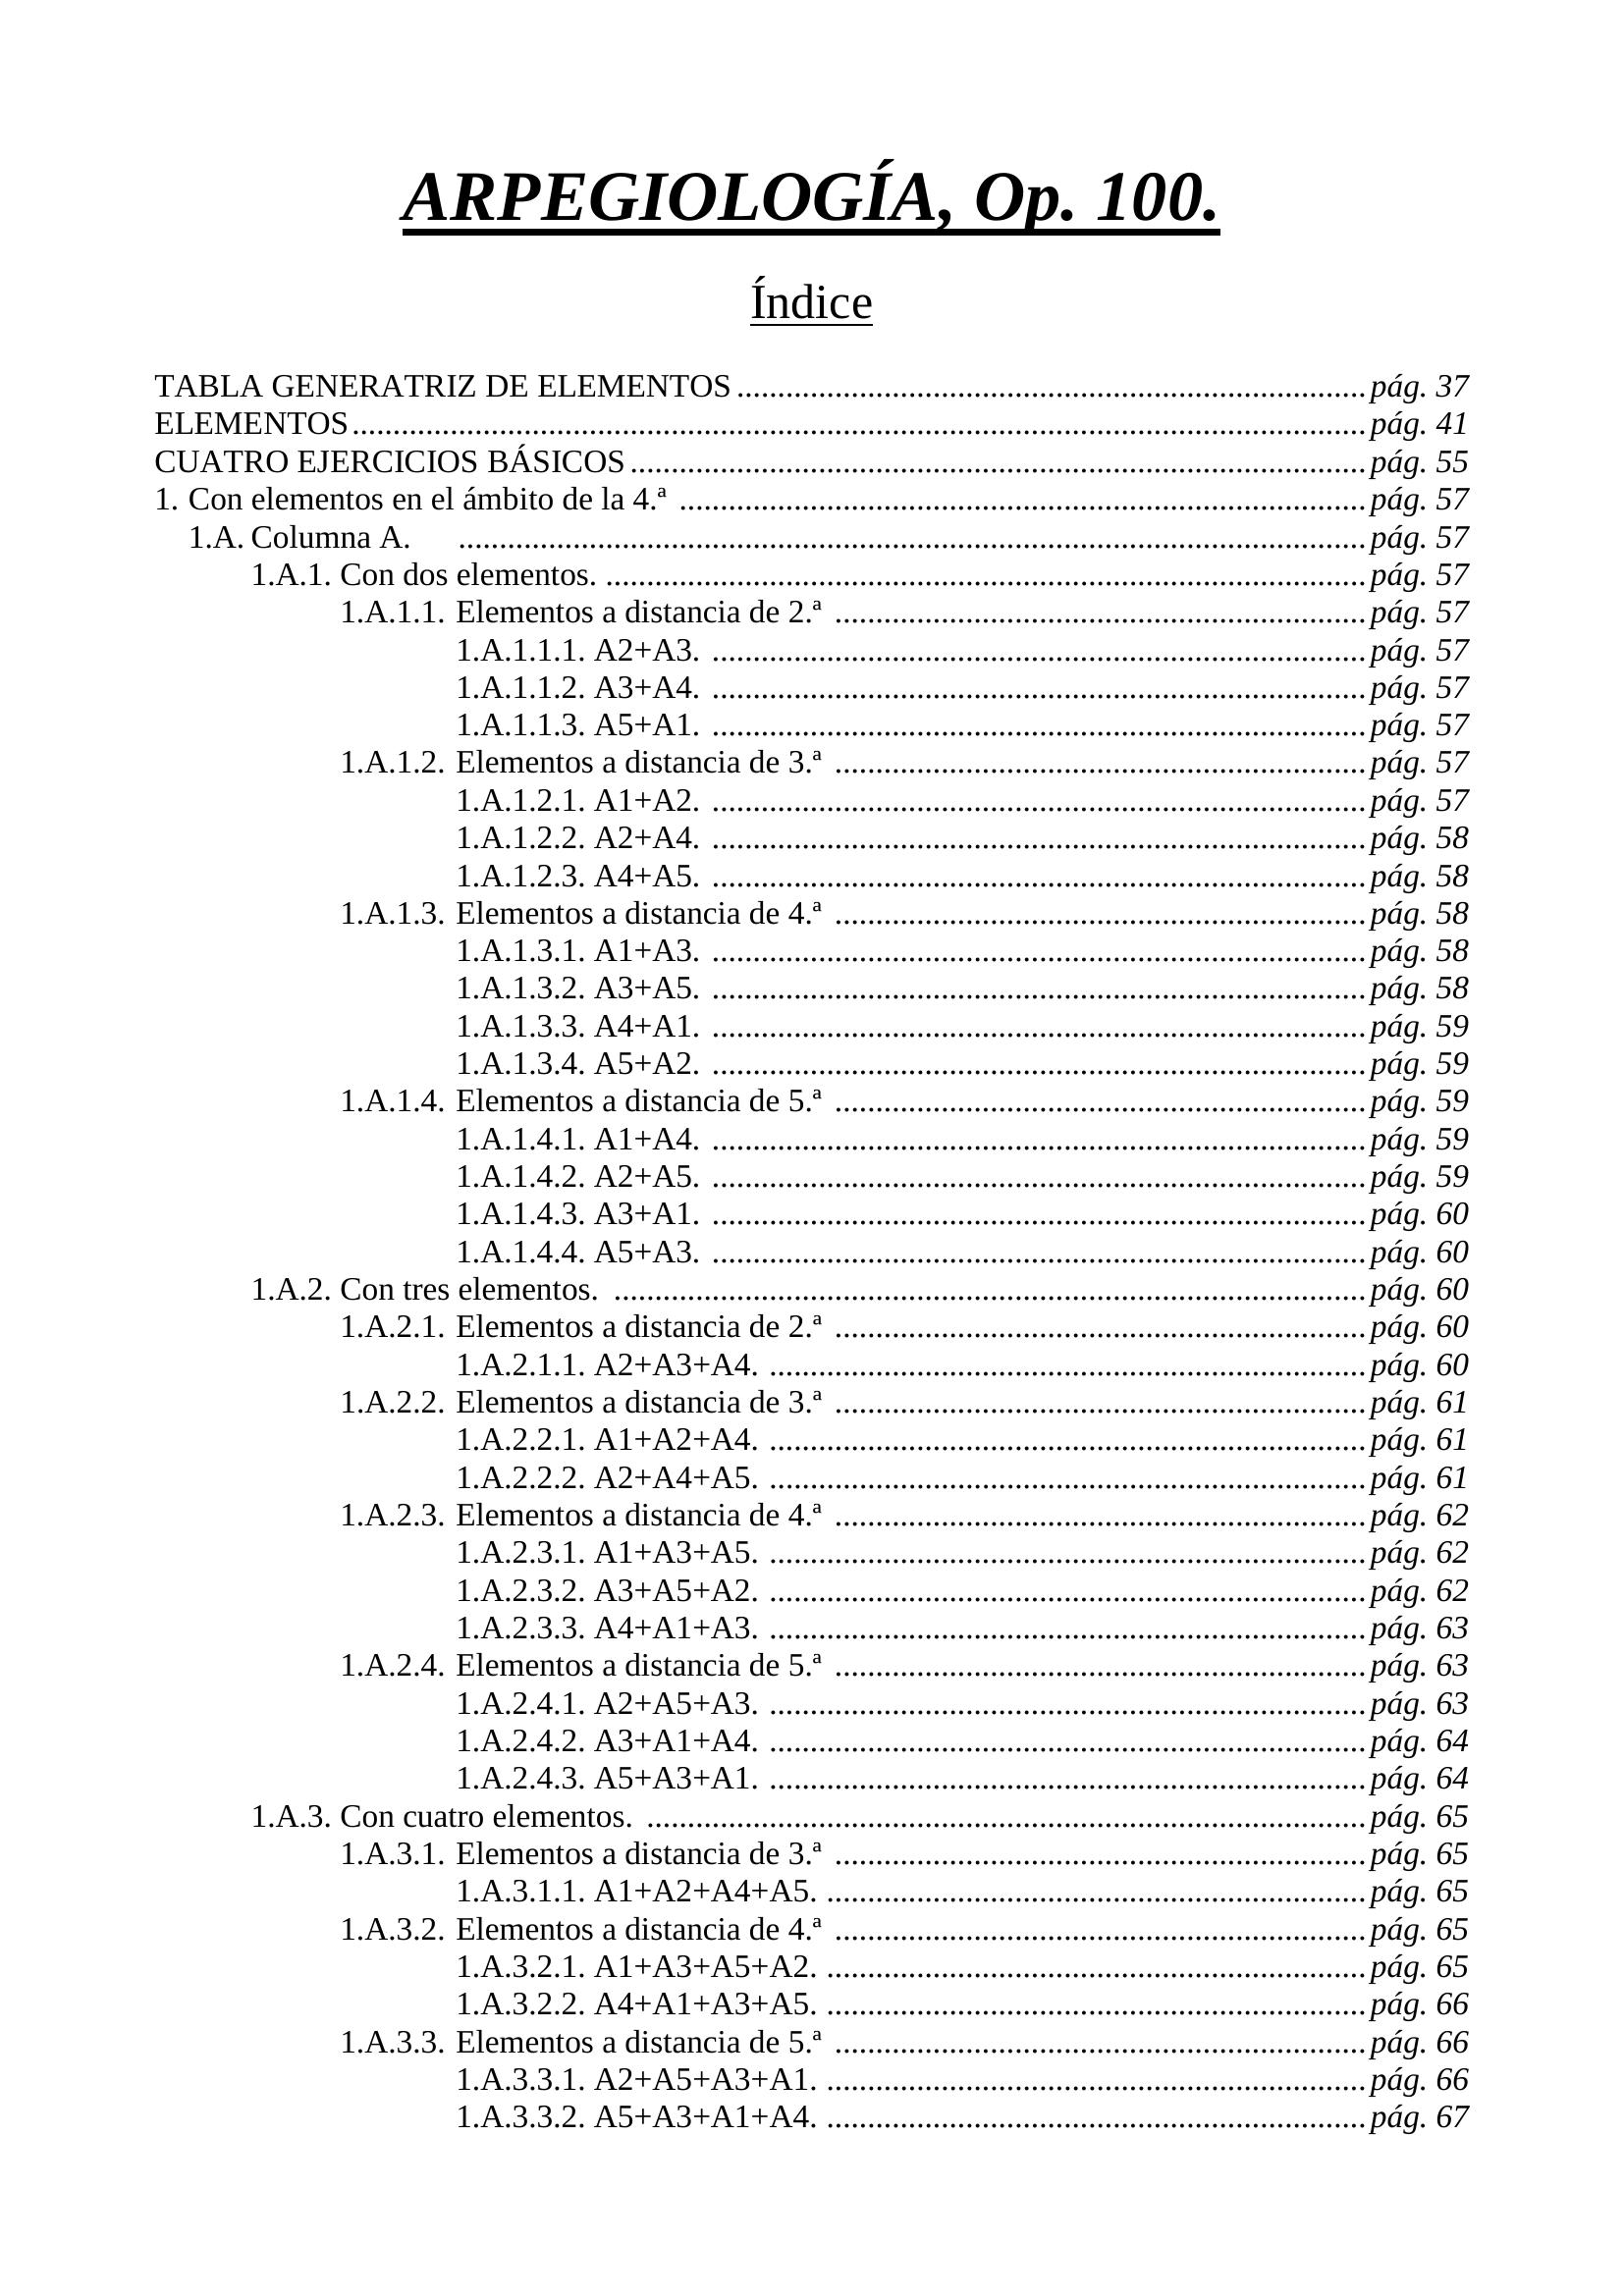 ARPEGIOLOGÍA, Op. 100.
Índice
TABLA GENERATRIZ DE ELEMENTOS ........ pág. 37
ELEMENTOS ........ pág. 41
CUATRO EJERCICIOS BÁSICOS ........ pág. 55
1. Con elementos en el ámbito de la 4.ª ........ pág. 57
1.A. Columna A. ........ pág. 57
1.A.1. Con dos elementos. ........ pág. 57
1.A.1.1. Elementos a distancia de 2.ª ........ pág. 57
1.A.1.1.1. A2+A3. ........ pág. 57
1.A.1.1.2. A3+A4. ........ pág. 57
1.A.1.1.3. A5+A1. ........ pág. 57
1.A.1.2. Elementos a distancia de 3.ª ........ pág. 57
1.A.1.2.1. A1+A2. ........ pág. 57
1.A.1.2.2. A2+A4. ........ pág. 58
1.A.1.2.3. A4+A5. ........ pág. 58
1.A.1.3. Elementos a distancia de 4.ª ........ pág. 58
1.A.1.3.1. A1+A3. ........ pág. 58
1.A.1.3.2. A3+A5. ........ pág. 58
1.A.1.3.3. A4+A1. ........ pág. 59
1.A.1.3.4. A5+A2. ........ pág. 59
1.A.1.4. Elementos a distancia de 5.ª ........ pág. 59
1.A.1.4.1. A1+A4. ........ pág. 59
1.A.1.4.2. A2+A5. ........ pág. 59
1.A.1.4.3. A3+A1. ........ pág. 60
1.A.1.4.4. A5+A3. ........ pág. 60
1.A.2. Con tres elementos. ........ pág. 60
1.A.2.1. Elementos a distancia de 2.ª ........ pág. 60
1.A.2.1.1. A2+A3+A4. ........ pág. 60
1.A.2.2. Elementos a distancia de 3.ª ........ pág. 61
1.A.2.2.1. A1+A2+A4. ........ pág. 61
1.A.2.2.2. A2+A4+A5. ........ pág. 61
1.A.2.3. Elementos a distancia de 4.ª ........ pág. 62
1.A.2.3.1. A1+A3+A5. ........ pág. 62
1.A.2.3.2. A3+A5+A2. ........ pág. 62
1.A.2.3.3. A4+A1+A3. ........ pág. 63
1.A.2.4. Elementos a distancia de 5.ª ........ pág. 63
1.A.2.4.1. A2+A5+A3. ........ pág. 63
1.A.2.4.2. A3+A1+A4. ........ pág. 64
1.A.2.4.3. A5+A3+A1. ........ pág. 64
1.A.3. Con cuatro elementos. ........ pág. 65
1.A.3.1. Elementos a distancia de 3.ª ........ pág. 65
1.A.3.1.1. A1+A2+A4+A5. ........ pág. 65
1.A.3.2. Elementos a distancia de 4.ª ........ pág. 65
1.A.3.2.1. A1+A3+A5+A2. ........ pág. 65
1.A.3.2.2. A4+A1+A3+A5. ........ pág. 66
1.A.3.3. Elementos a distancia de 5.ª ........ pág. 66
1.A.3.3.1. A2+A5+A3+A1. ........ pág. 66
1.A.3.3.2. A5+A3+A1+A4. ........ pág. 67